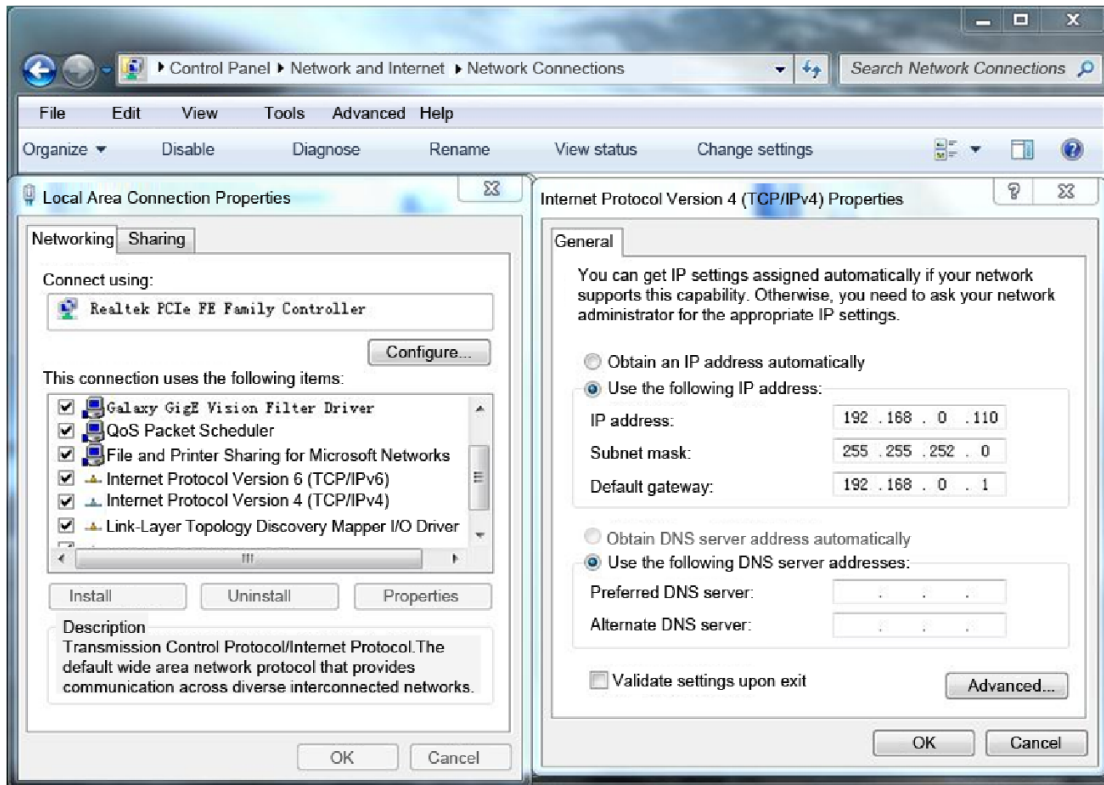 Control Panel Network and Internet Network Connections
Search Network Connections
File Edit View Tools Advanced Help
Organize Disable Diagnose Rename View status Change settings
Local Area Connection Properties
Networking Sharing
Connect using:
Realtek PCIe FE Family Controller
Configure...
This connection uses the following items:
Galaxy GigE Vision Filter Driver
QoS Packet Scheduler
File and Printer Sharing for Microsoft Networks
Internet Protocol Version 6 (TCP/IPv6)
Internet Protocol Version 4 (TCP/IPv4)
Link-Layer Topology Discovery Mapper I/O Driver
Install Uninstall Properties
Description
Transmission Control Protocol/Internet Protocol.The
default wide area network protocol that provides
communication across diverse interconnected networks.
OK Cancel
Internet Protocol Version 4 (TCP/IPv4) Properties
General
You can get IP settings assigned automatically if your network
supports this capability. Otherwise, you need to ask your network
administrator for the appropriate IP settings.
Obtain an IP address automatically
Use the following IP address:
IP address: 192 .168 . 0 .110
Subnet mask: 255 .255 .252 . 0
Default gateway: 192 .168 . 0 . 1
Obtain DNS server address automatically
Use the following DNS server addresses:
Preferred DNS server: . . .
Alternate DNS server: . . .
Validate settings upon exit
Advanced...
OK Cancel